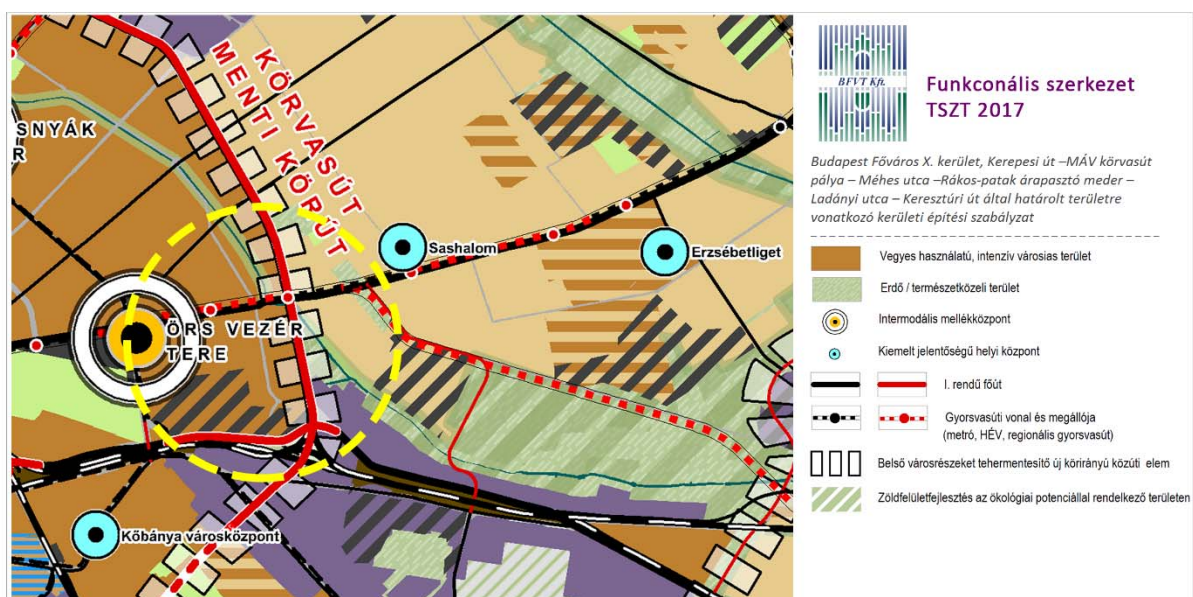 SNYÁK
R
KÖRVASÚT
MENTI KÖRÚT
Sashalom
Erzsébetliget
ÖRS VEZÉR
TERE
Kőbánya városközpont
BFVT Kft.
Funkconális szerkezet
TSZT 2017
Budapest Főváros X. kerület, Kerepesi út –MÁV körvasút
pálya – Méhes utca –Rákos-patak árapasztó meder –
Ladányi utca – Keresztúri út által határolt területre
vonatkozó kerületi építési szabályzat
Vegyes használatú, intenzív városias terület
Erdő / természetközeli terület
Intermodális mellékközpont
Kiemelt jelentőségű helyi központ
I. rendű főút
Gyorsvasúti vonal és megállója
(metró, HÉV, regionális gyorsvasút)
Belső városrészeket tehermentesítő új körirányú közúti elem
Zöldfelületfejlesztés az ökológiai potenciállal rendelkező területen